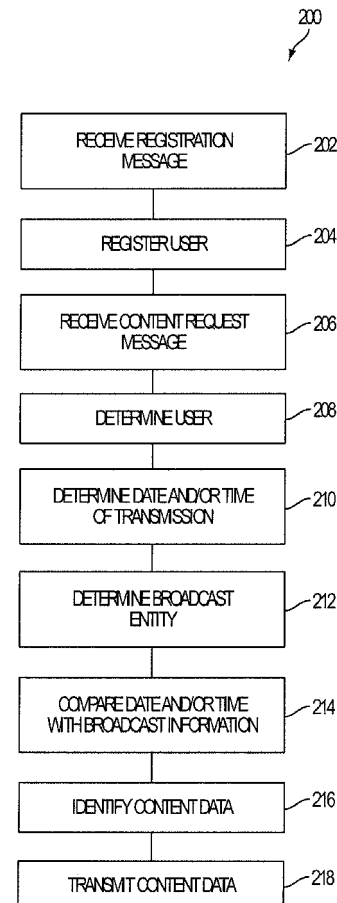 200
RECEIVE REGISTRATION
MESSAGE
202
REGISTER USER
204
RECEIVE CONTENT REQUEST
MESSAGE
206
DETERMINE USER
208
DETERMINE DATE AND/OR TIME
OF TRANSMISSION
210
DETERMINE BROADCAST
ENTITY
212
COMPARE DATE AND/OR TIME
WITH BROADCAST INFORMATION
214
IDENTIFY CONTENT DATA
216
TRANSMIT CONTENT DATA
218